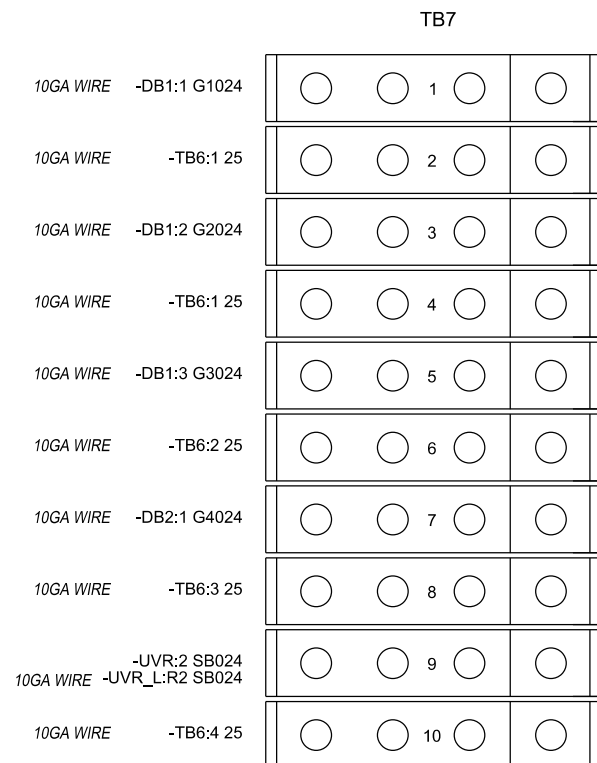 TB7
10GA WIRE -DB1:1 G1024 1
10GA WIRE -TB6:1 25 2
10GA WIRE -DB1:2 G2024 3
10GA WIRE -TB6:1 25 4
10GA WIRE -DB1:3 G3024 5
10GA WIRE -TB6:2 25 6
10GA WIRE -DB2:1 G4024 7
10GA WIRE -TB6:3 25 8
-UVR:2 SB024 9
10GA WIRE -UVR_L:R2 SB024
10GA WIRE -TB6:4 25 10